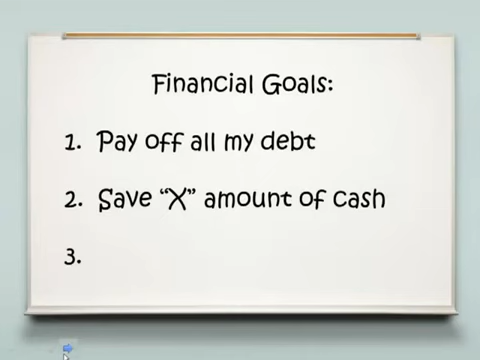 Financial Goals:
1. Pay off all my debt
2. Save “X” amount of cash
3.